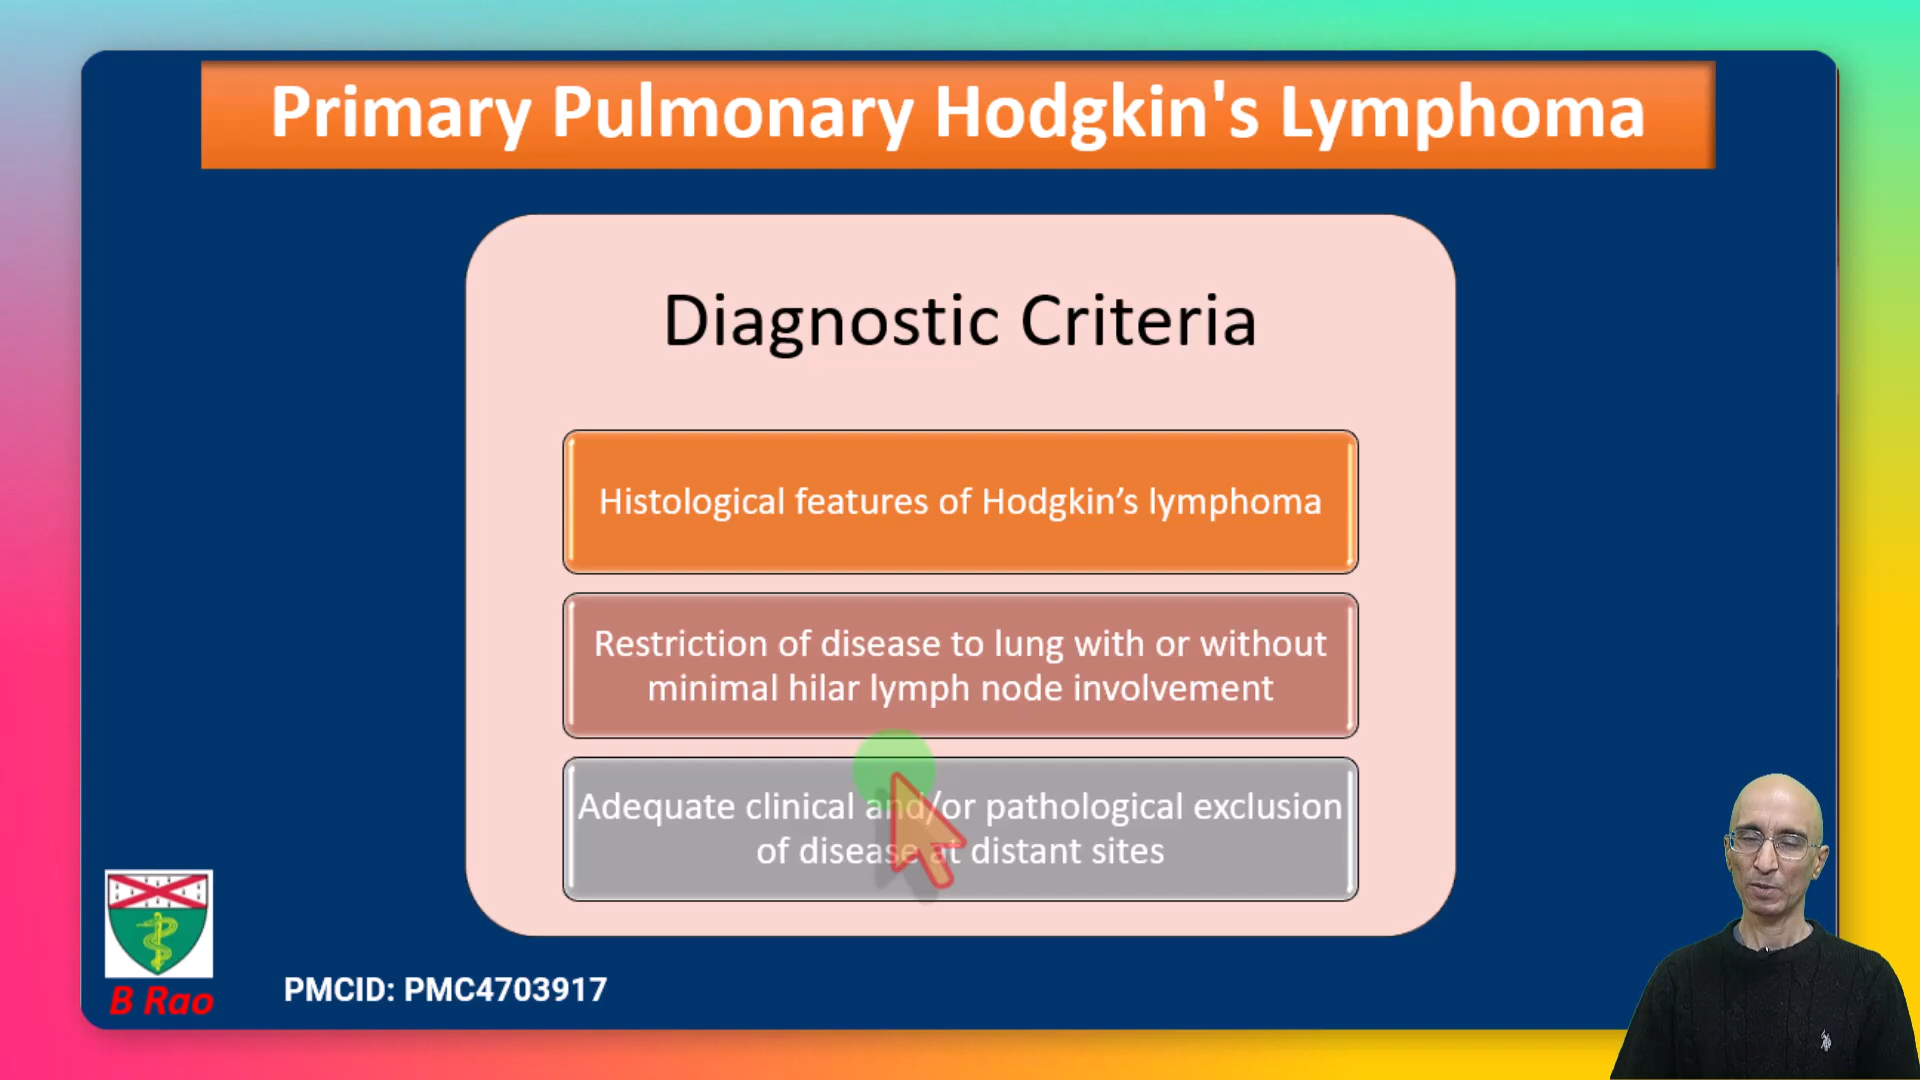 Primary Pulmonary Hodgkin's Lymphoma
Diagnostic Criteria
Histological features of Hodgkin’s lymphoma
Restriction of disease to lung with or without
minimal hilar lymph node involvement
Adequate clinical and/or pathological exclusion
of disease at distant sites
B Rao
PMCID: PMC4703917